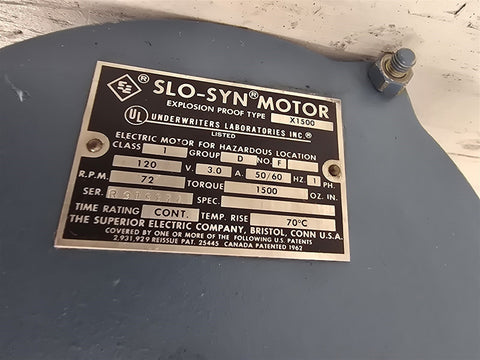 SLO-SYN® MOTOR
EXPLOSION PROOF TYPE X1500
UL® UNDERWRITERS LABORATORIES INC.®
LISTED
ELECTRIC MOTOR FOR HAZARDOUS LOCATION
CLASS 1 GROUP D NO. F
120 V. 3.0 A. 50/60 HZ. 1 PH.
R.P.M. 72 TORQUE 1500 OZ. IN.
SER. SPEC.
TIME RATING CONT. TEMP. RISE 70°C
THE SUPERIOR ELECTRIC COMPANY, BRISTOL, CONN U.S.A.
COVERED BY ONE OR MORE OF THE FOLLOWING U.S. PATENTS
2,931,929 REISSUE PAT. 25445 CANADA PATENTED 1962